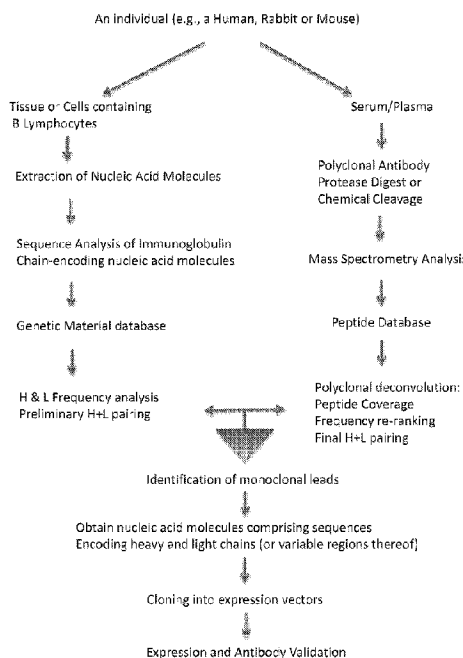 An individual (e.g., a Human, Rabbit or Mouse)
Tissue or Cells containing
B Lymphocytes
Extraction of Nucleic Acid Molecules
Sequence Analysis of Immunoglobulin
Chain-encoding nucleic acid molecules
Genetic Material database
H & L Frequency analysis
Preliminary H+L pairing
Serum/Plasma
Polyclonal Antibody
Protease Digest or
Chemical Cleavage
Mass Spectrometry Analysi
Peptide Database
Polyclonal deconvolution:
Peptide Coverage
Frequency re-ranking
Final H+L pairing
Identification of monoclonal leads
Obtain nucleic acid molecules comprising sequences
Encoding heavy and light chains (or variable regions thereof)
Cloning into expression vectors
Expression and Antibody Validation